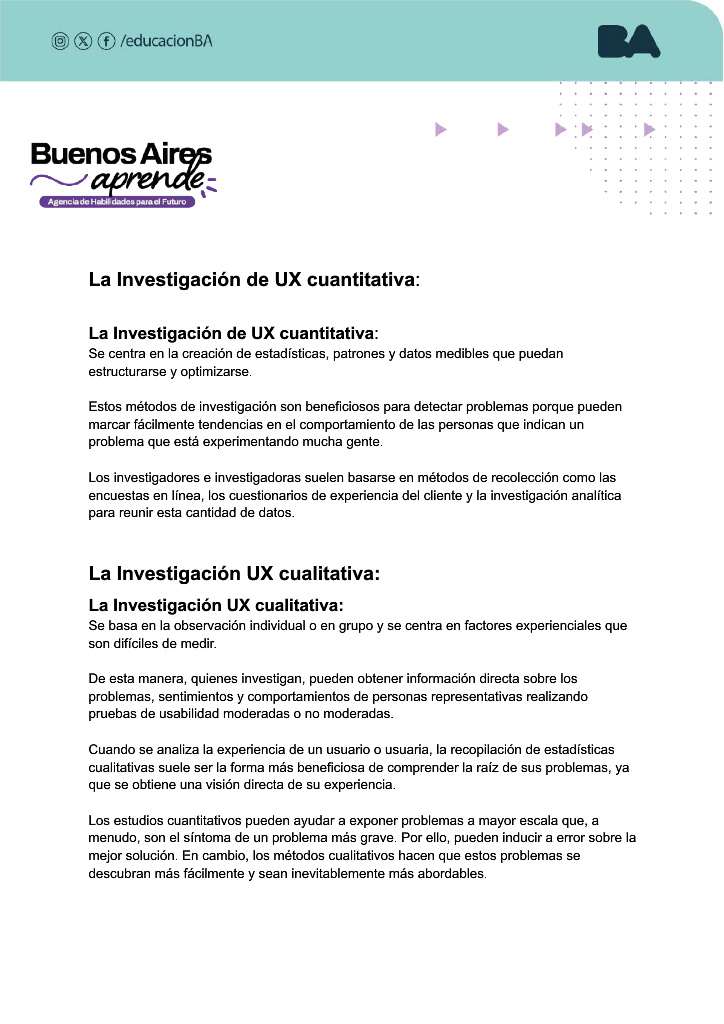 /educacionBA
BA
Buenos Aires
aprende
Agencia de Habilidades para el Futuro
La Investigación de UX cuantitativa:
La Investigación de UX cuantitativa:
Se centra en la creación de estadísticas, patrones y datos medibles que puedan
estructurarse y optimizarse.
Estos métodos de investigación son beneficiosos para detectar problemas porque pueden
marcar fácilmente tendencias en el comportamiento de las personas que indican un
problema que está experimentando mucha gente.
Los investigadores e investigadoras suelen basarse en métodos de recolección como las
encuestas en línea, los cuestionarios de experiencia del cliente y la investigación analítica
para reunir esta cantidad de datos.
La Investigación UX cualitativa:
La Investigación UX cualitativa:
Se basa en la observación individual o en grupo y se centra en factores experienciales que
son difíciles de medir.
De esta manera, quienes investigan, pueden obtener información directa sobre los
problemas, sentimientos y comportamientos de personas representativas realizando
pruebas de usabilidad moderadas o no moderadas.
Cuando se analiza la experiencia de un usuario o usuaria, la recopilación de estadísticas
cualitativas suele ser la forma más beneficiosa de comprender la raíz de sus problemas, ya
que se obtiene una visión directa de su experiencia.
Los estudios cuantitativos pueden ayudar a exponer problemas a mayor escala que, a
menudo, son el síntoma de un problema más grave. Por ello, pueden inducir a error sobre la
mejor solución. En cambio, los métodos cualitativos hacen que estos problemas se
descubran más fácilmente y sean inevitablemente más abordables.